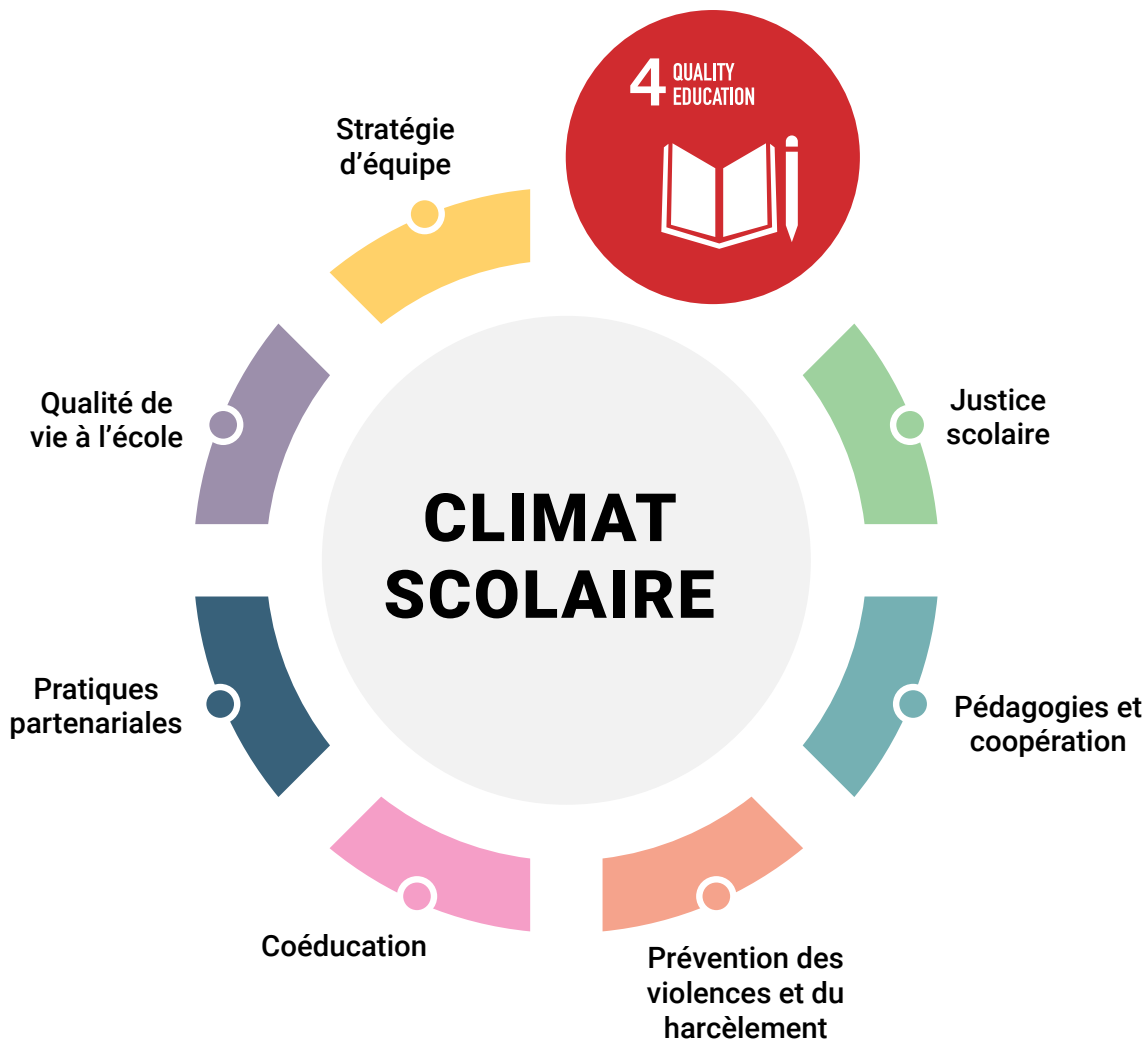 4 QUALITY
EDUCATION
Stratégie
d’équipe
Justice
scolaire
Qualité de
vie à l’école
CLIMAT
SCOLAIRE
Pratiques
partenariales
Pédagogies et
coopération
Coéducation
Prévention des
violences et du
harcèlement